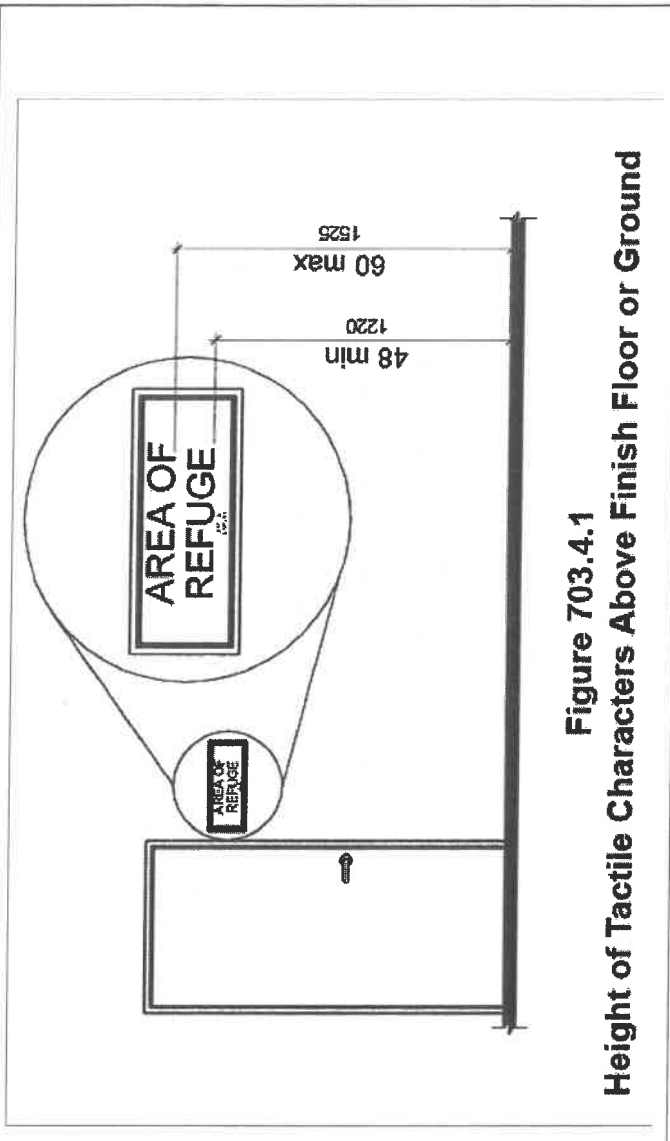 AREA OF
REFUGE
AREA OF
REFUGE
48 min
1220
60 max
1525
Figure 703.4.1
Height of Tactile Characters Above Finish Floor or Ground